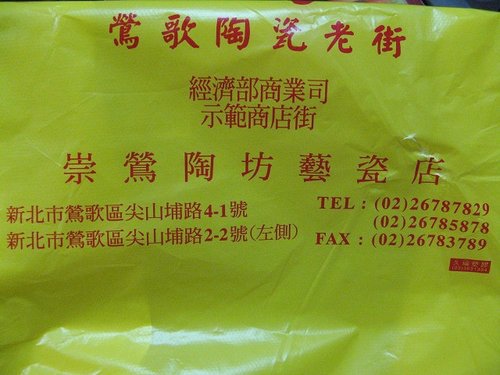 鶯歌陶瓷老街
經濟部商業司
示範商店街
崇鶯陶坊藝瓷店
新北市鶯歌區尖山埔路4-1號
新北市鶯歌區尖山埔路2-2號(左側)
TEL : (02)26787829
(02)26785878
FAX : (02)26783789